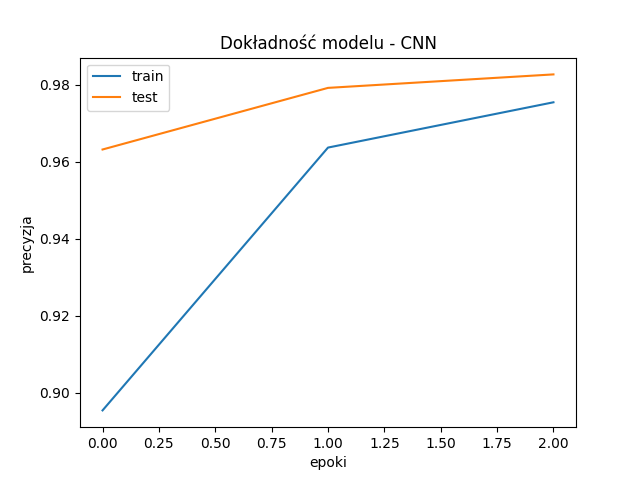 Dokładność modelu - CNN
train
test
0.98
0.96
0.94
0.92
0.90
precyzja
0.00 0.25 0.50 0.75 1.00 1.25 1.50 1.75 2.00
epoki